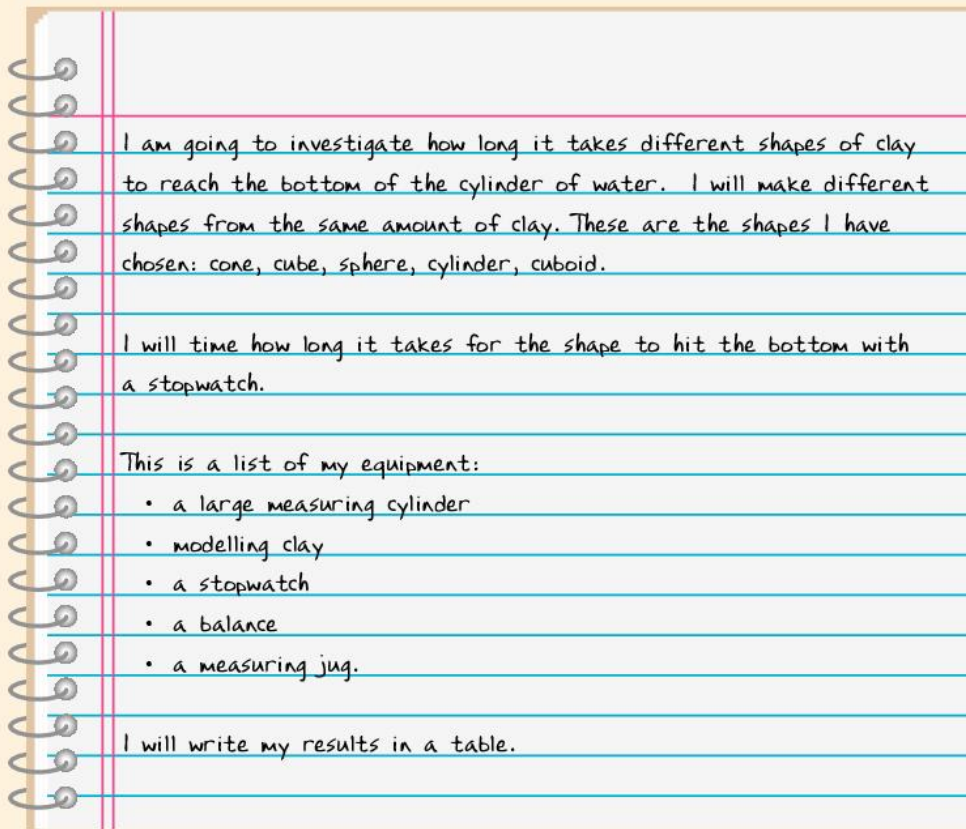 I am going to investigate how long it takes different shapes of clay
to reach the bottom of the cylinder of water. I will make different
shapes from the same amount of clay. These are the shapes I have
chosen: cone, cube, sphere, cylinder, cuboid.
I will time how long it takes for the shape to hit the bottom with
a stopwatch.
This is a list of my equipment:
• a large measuring cylinder
• modelling clay
• a stopwatch
• a balance
• a measuring jug.
I will write my results in a table.